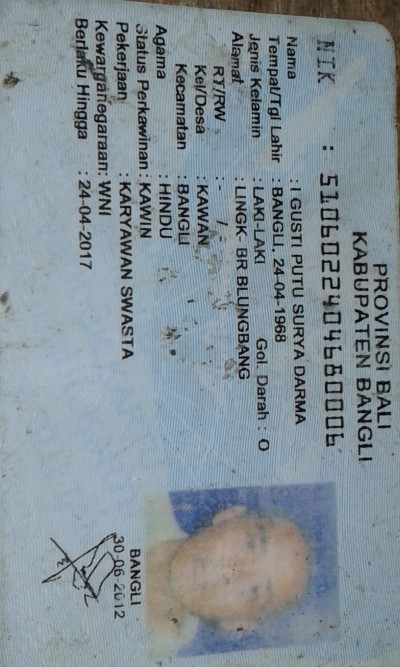 PROVINSI BALI
KABUPATEN BANGLI
NIK : 5106022404680006
Nama : I GUSTI PUTU SURYA DARMA
Tempat/Tgl Lahir : BANGLI, 24-04-1968
Jenis Kelamin : LAKI-LAKI Gol. Darah : O
Alamat : LINGK- BR BLUNGBANG
RT/RW : - / -
Kel/Desa : KAWAN
Kecamatan : BANGLI
Agama : HINDU
Status Perkawinan : KAWIN
Pekerjaan : KARYAWAN SWASTA
Kewarganegaraan: WNI
Berlaku Hingga : 24-04-2017
BANGLI
30-06-2012